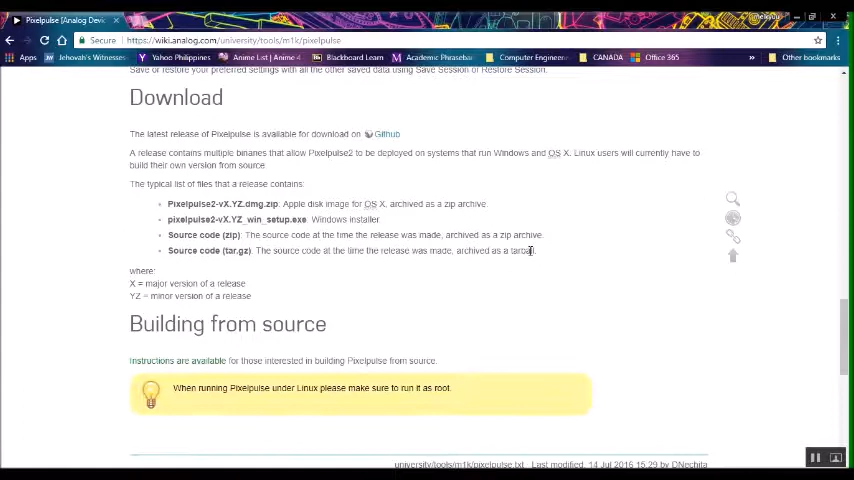 Pixelpulse [Analog Devic
Secure https://wiki.analog.com/university/tools/m1k/pixelpulse
Apps Jehovah's Witnesses Yahoo Philippines Anime List | Anime 4 Blackboard Learn Academic Phrasebank Computer Engineer CANADA Office 365 » Other bookmarks
Save or restore your preferred settings with all the other saved data using Save Session or Restore Session.
Download
The latest release of Pixelpulse is available for download on Github
A release contains multiple binaries that allow Pixelpulse2 to be deployed on systems that run Windows and OS X. Linux users will currently have to
build their own version from source.
The typical list of files that a release contains:
Pixelpulse2-vX.YZ.dmg.zip: Apple disk image for OS X, archived as a zip archive.
pixelpulse2-vX.YZ_win_setup.exe Windows installer
Source code (zip): The source code at the time the release was made, archived as a zip archive.
Source code (tar.gz): The source code at the time the release was made, archived as a tarball.
where:
X = major version of a release
YZ = minor version of a release
Building from source
Instructions are available for those interested in building Pixelpulse from source.
When running Pixelpulse under Linux please make sure to run it as root.
university/tools/m1k/pixelpulse.txt · Last modified: 14 Jul 2016 15:29 by DNechita